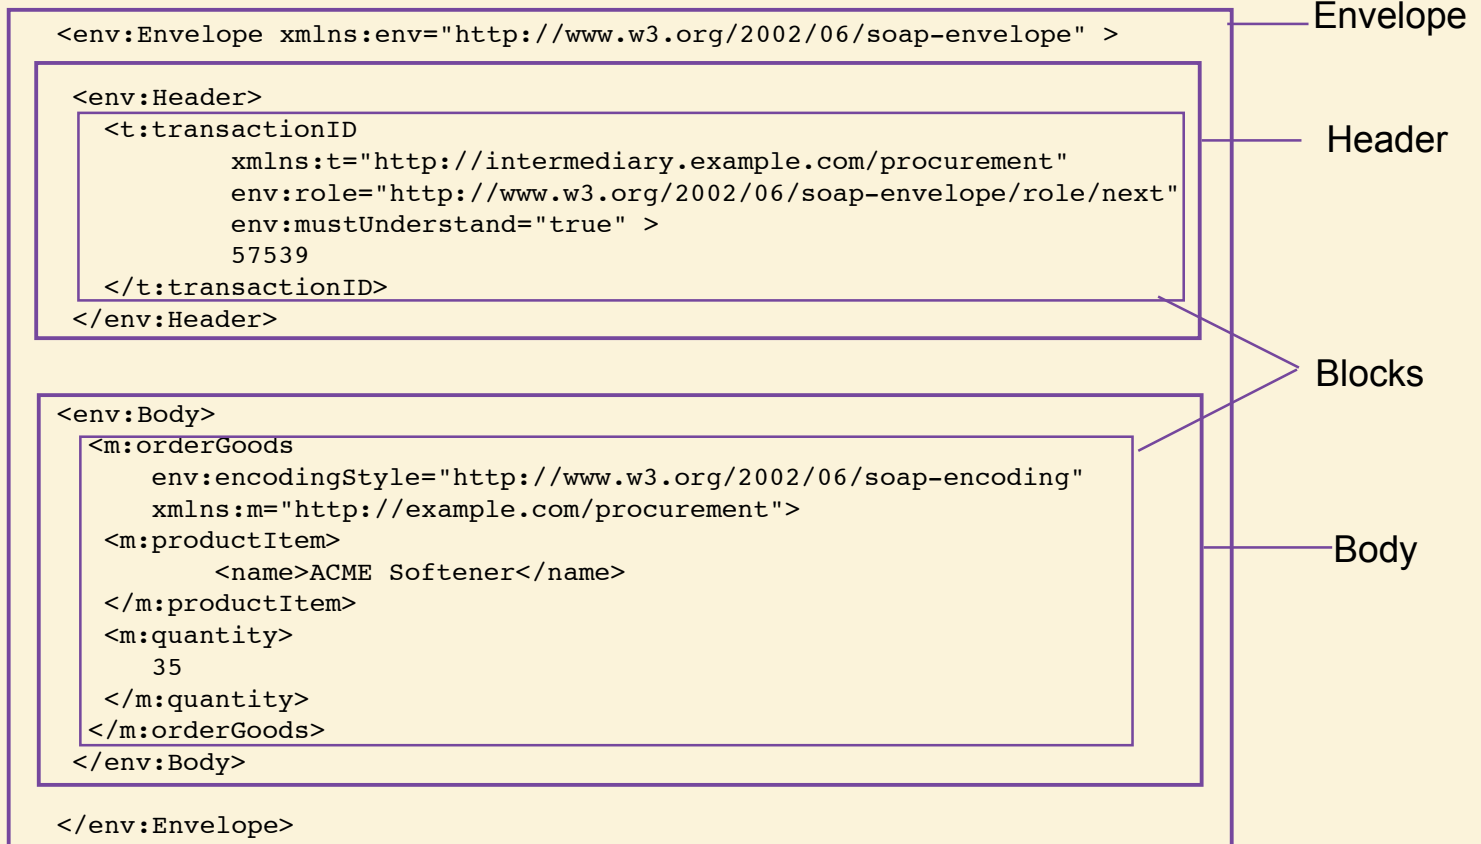 Envelope
<env:Envelope xmlns:env="http://www.w3.org/2002/06/soap-envelope" >
<env:Header>
<t:transactionID
xmlns:t="http://intermediary.example.com/procurement"
env:role="http://www.w3.org/2002/06/soap-envelope/role/next"
env:mustUnderstand="true" >
57539
</t:transactionID>
</env:Header>
Header
Blocks
<env:Body>
<m:orderGoods
env:encodingStyle="http://www.w3.org/2002/06/soap-encoding"
xmlns:m="http://example.com/procurement">
<m:productItem>
<name>ACME Softener</name>
</m:productItem>
<m:quantity>
35
</m:quantity>
</m:orderGoods>
</env:Body>
Body
</env:Envelope>